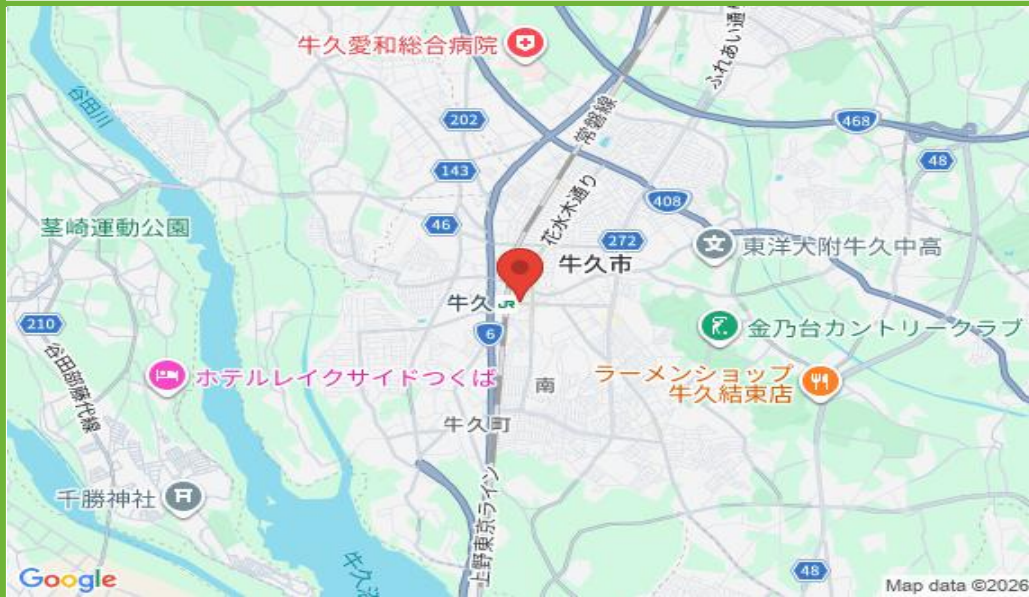 牛久愛和総合病院
ふれあい通り
谷田川
常磐線
202
468
48
143
花水木通り
408
茎崎運動公園
46
272
東洋大附牛久中高
牛久市
牛久
JR
210
6
金乃台カントリークラブ
谷田部藤代線
ホテルレイクサイドつくば
ラーメンショップ
牛久結束店
南
牛久町
千勝神社
上野東京ライン
牛久沼
48
Google
Map data ©2026